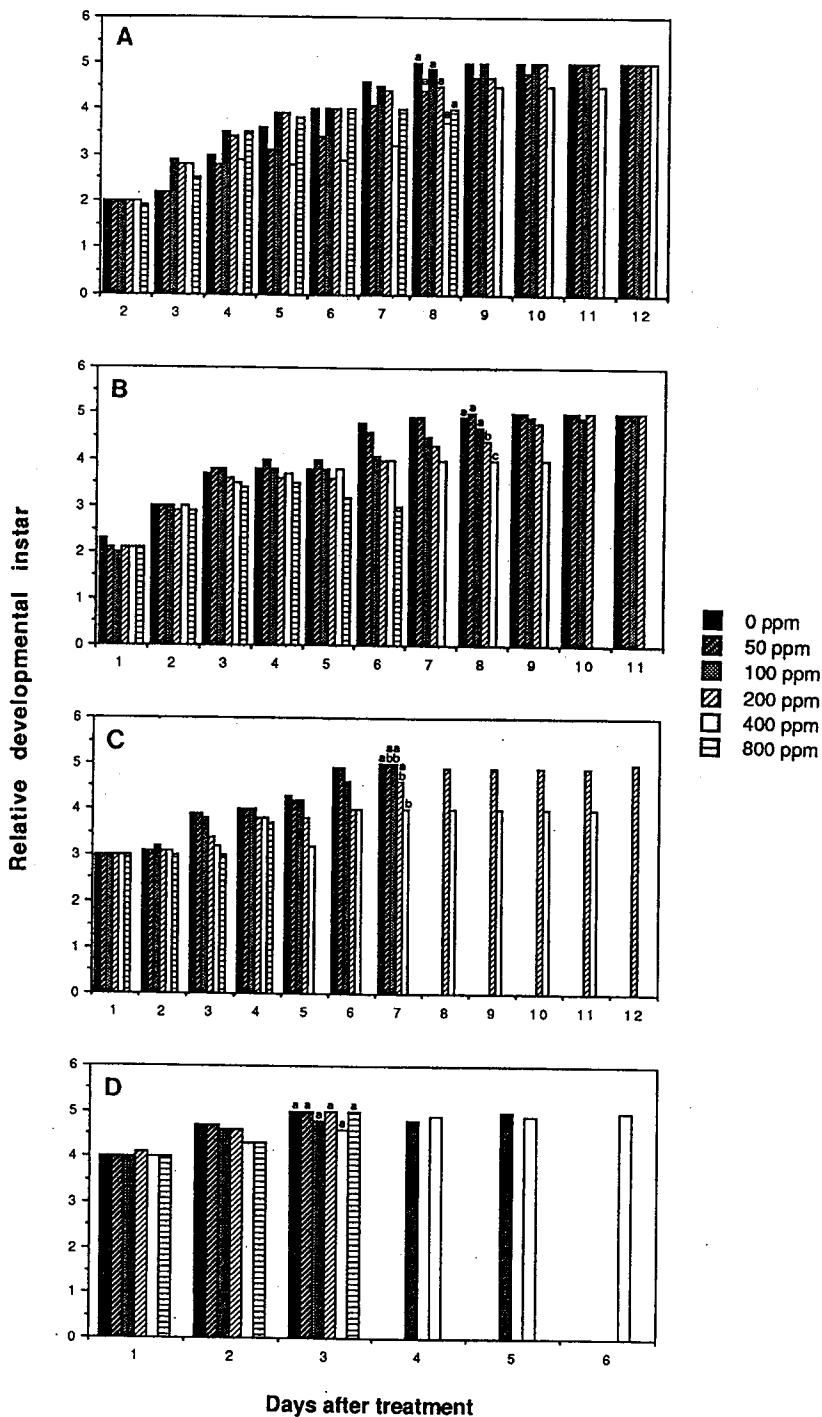 A
6
5
4
3
2
1
0
a a
a a
a a
2 3 4 5 6 7 8 9 10 11 12
B
6
5
4
3
2
1
0
a a a b c
1 2 3 4 5 6 7 8 9 10 11
C
6
5
4
3
2
1
0
aa
abb a
b
b
1 2 3 4 5 6 7 8 9 10 11 12
D
6
5
4
3
2
1
0
a a a a a a
1 2 3 4 5 6
Relative developmental instar
Days after treatment
0 ppm
50 ppm
100 ppm
200 ppm
400 ppm
800 ppm